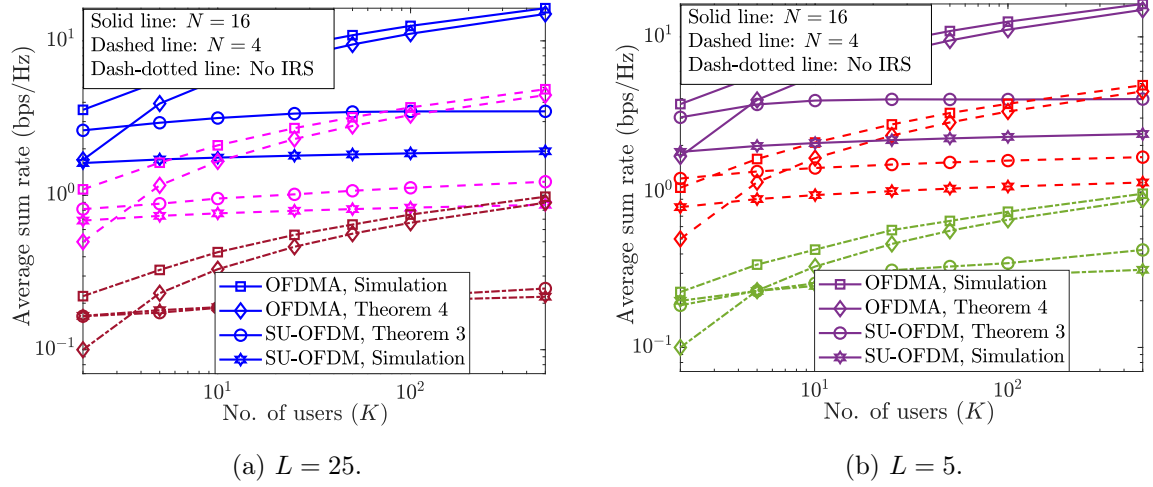 Solid line: N = 16
Dashed line: N = 4
Dash-dotted line: No IRS
Average sum rate (bps/Hz)
10^1
10^0
10^-1
OFDMA, Simulation
OFDMA, Theorem 4
SU-OFDM, Theorem 3
SU-OFDM, Simulation
10^1
10^2
No. of users (K)
(a) L = 25.
Solid line: N = 16
Dashed line: N = 4
Dash-dotted line: No IRS
Average sum rate (bps/Hz)
10^1
10^0
10^-1
OFDMA, Simulation
OFDMA, Theorem 4
SU-OFDM, Theorem 3
SU-OFDM, Simulation
10^1
10^2
No. of users (K)
(b) L = 5.